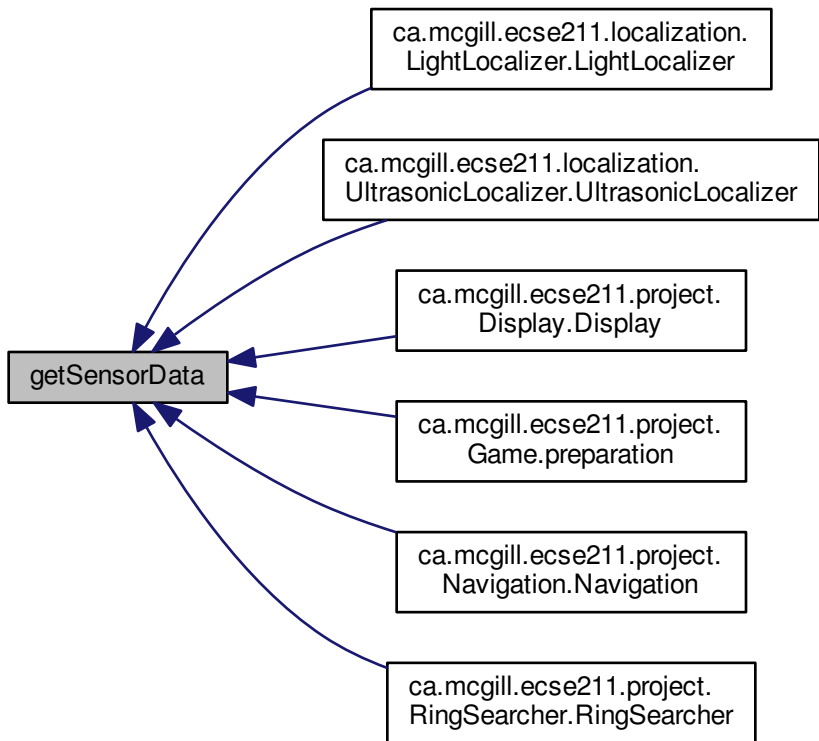 ca.mcgill.ecse211.localization.
LightLocalizer.LightLocalizer
ca.mcgill.ecse211.localization.
UltrasonicLocalizer.UltrasonicLocalizer
ca.mcgill.ecse211.project.
Display.Display
getSensorData
ca.mcgill.ecse211.project.
Game.preparation
ca.mcgill.ecse211.project.
Navigation.Navigation
ca.mcgill.ecse211.project.
RingSearcher.RingSearcher